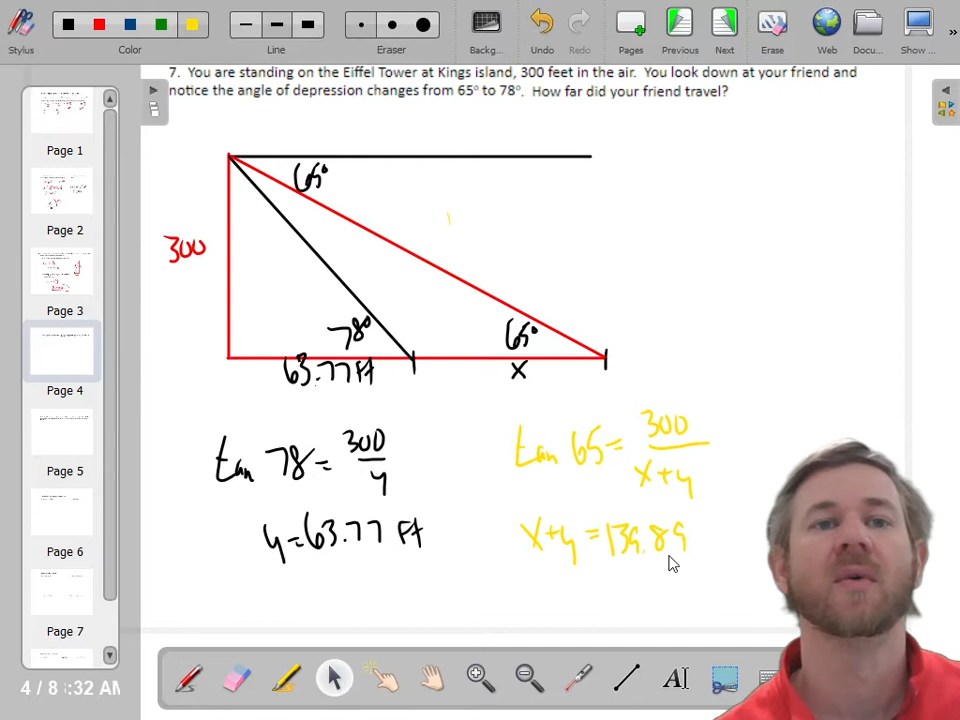 Stylus
Color
Line
Eraser
Backg...
Undo
Redo
Pages
Previous
Next
Erase
Web
Docu...
Show ...
»
7. You are standing on the Eiffel Tower at Kings island, 300 feet in the air. You look down at your friend and
notice the angle of depression changes from 65° to 78°. How far did your friend travel?
Page 1
Page 2
Page 3
Page 4
Page 5
Page 6
Page 7
65°
300
78°
65°
63.77 Ft
x
tan 78 = 300/y
y = 63.77 Ft
tan 65 = 300/x+y
x+y = 139.89
4 / 8
8:32 AM
A